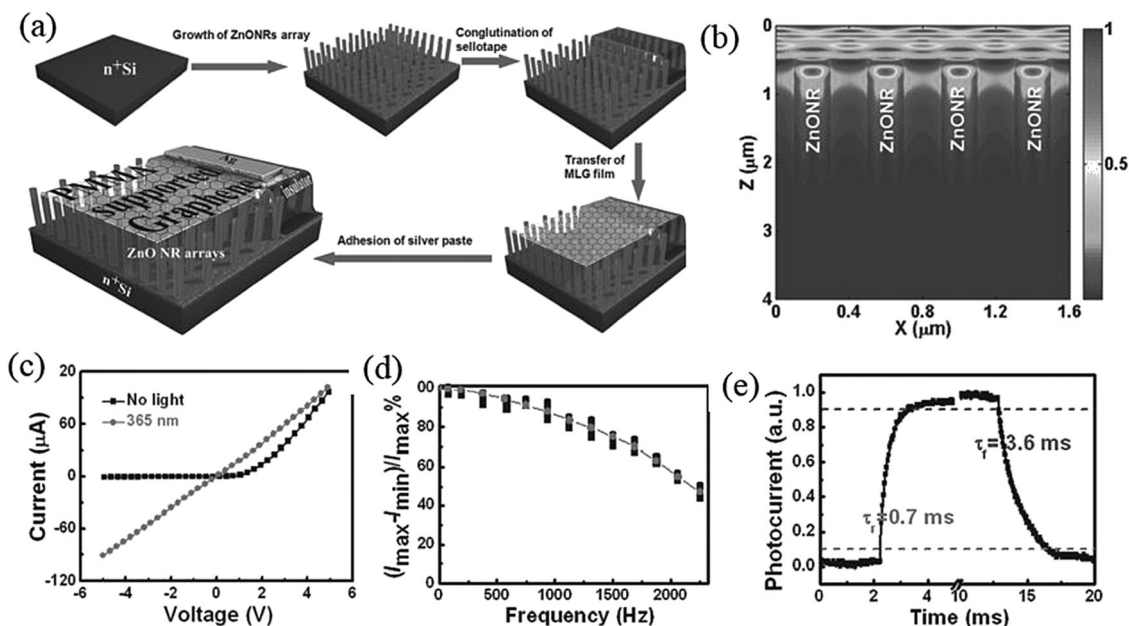 (a)
n⁺Si
Growth of ZnONRs array
Conglutination of
sellotape
Transfer of
MLG film
Adhesion of silver paste
Ag
PMMA
supported
Graphene
insulator
ZnO NR arrays
n⁺Si
(b)
0
1
2
3
4
Z (μm)
ZnONR
ZnONR
ZnONR
ZnONR
0
0.4
0.8
1.2
1.6
X (μm)
1
0.5
(c)
20
60
0
-60
-120
Current (μA)
No light
365 nm
-6 -4 -2 0 2 4 6
Voltage (V)
(d)
00
80
60
40
20
0
(Imax-Imin)/Imax%
0 500 1000 1500 2000
Frequency (Hz)
(e)
1.0
0.8
0.6
0.4
0.2
0.0
Photocurrent (a.u.)
τf=3.6 ms
τr=0.7 ms
0 2 4 6 10 15 20
Time (ms)